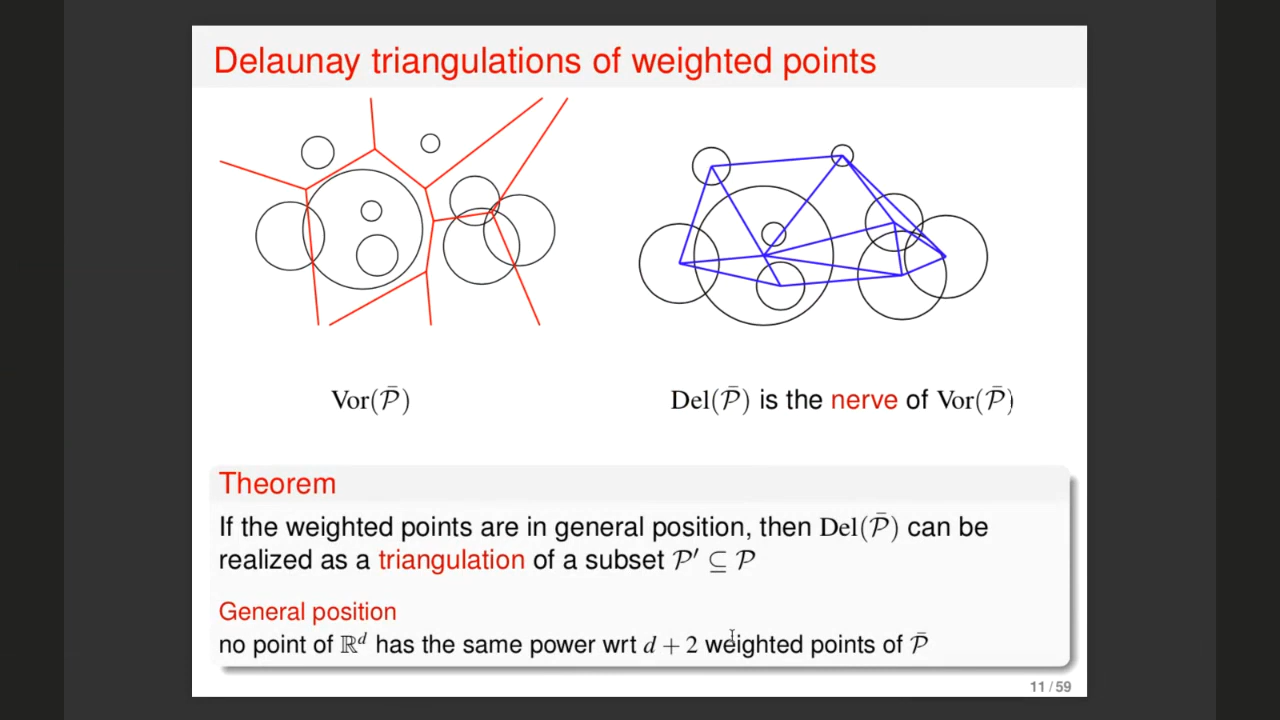 Delaunay triangulations of weighted points
Vor(𝒫̄)
Del(𝒫̄) is the nerve of Vor(𝒫̄)
Theorem
If the weighted points are in general position, then Del(𝒫̄) can be
realized as a triangulation of a subset 𝒫′ ⊆ 𝒫
General position
no point of ℝᵈ has the same power wrt d + 2 weighted points of 𝒫̄
11 / 59